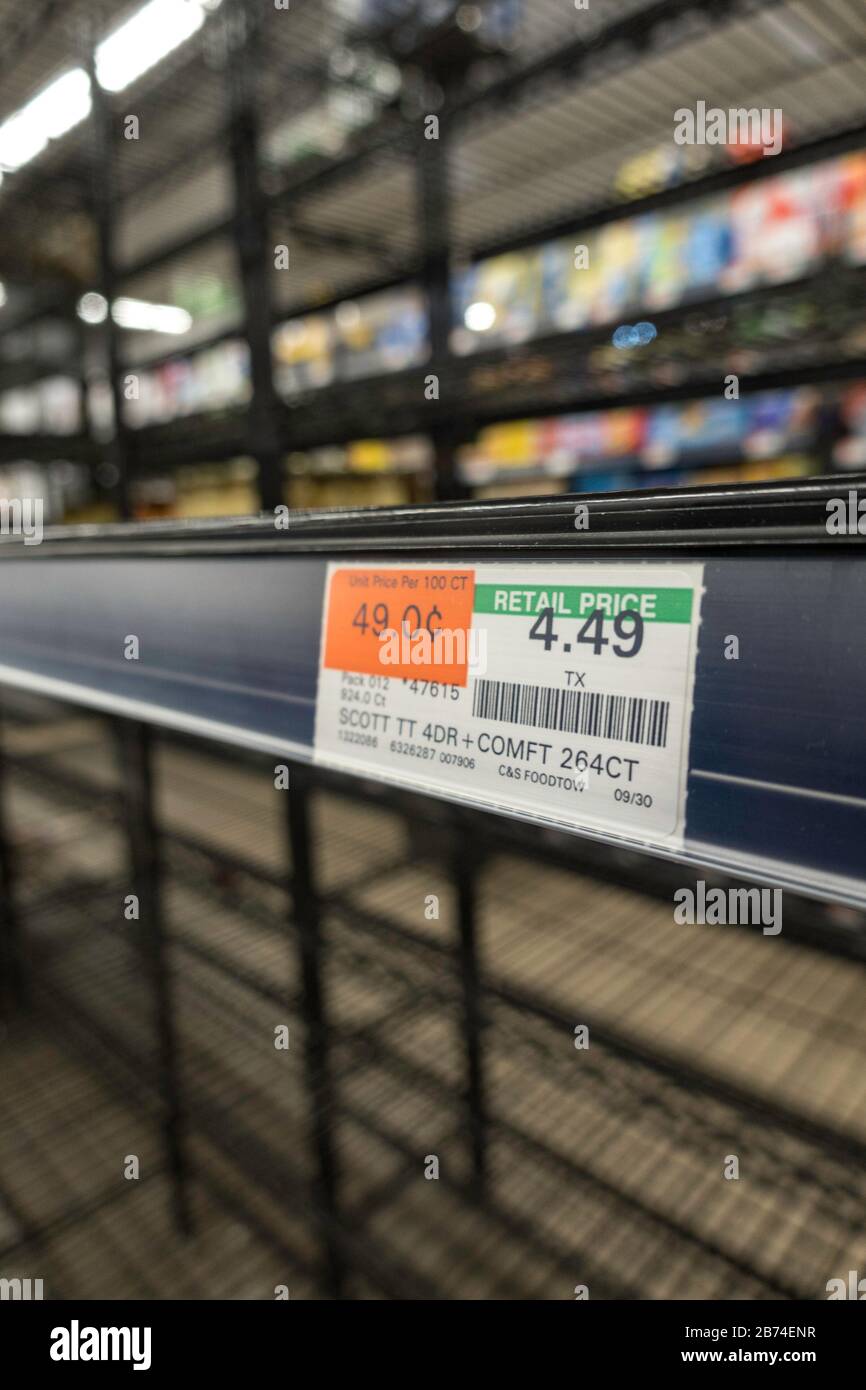 Unit Price Per 100 CT
49.0¢
RETAIL PRICE
4.49
TX
Pack 012 *47615
924.0 Ct
SCOTT TT 4DR+COMFT 264CT
1322086 6326287 007906 C&S FOODTOW 09/30
alamy
alamy
Image ID: 2B74ENR
www.alamy.com